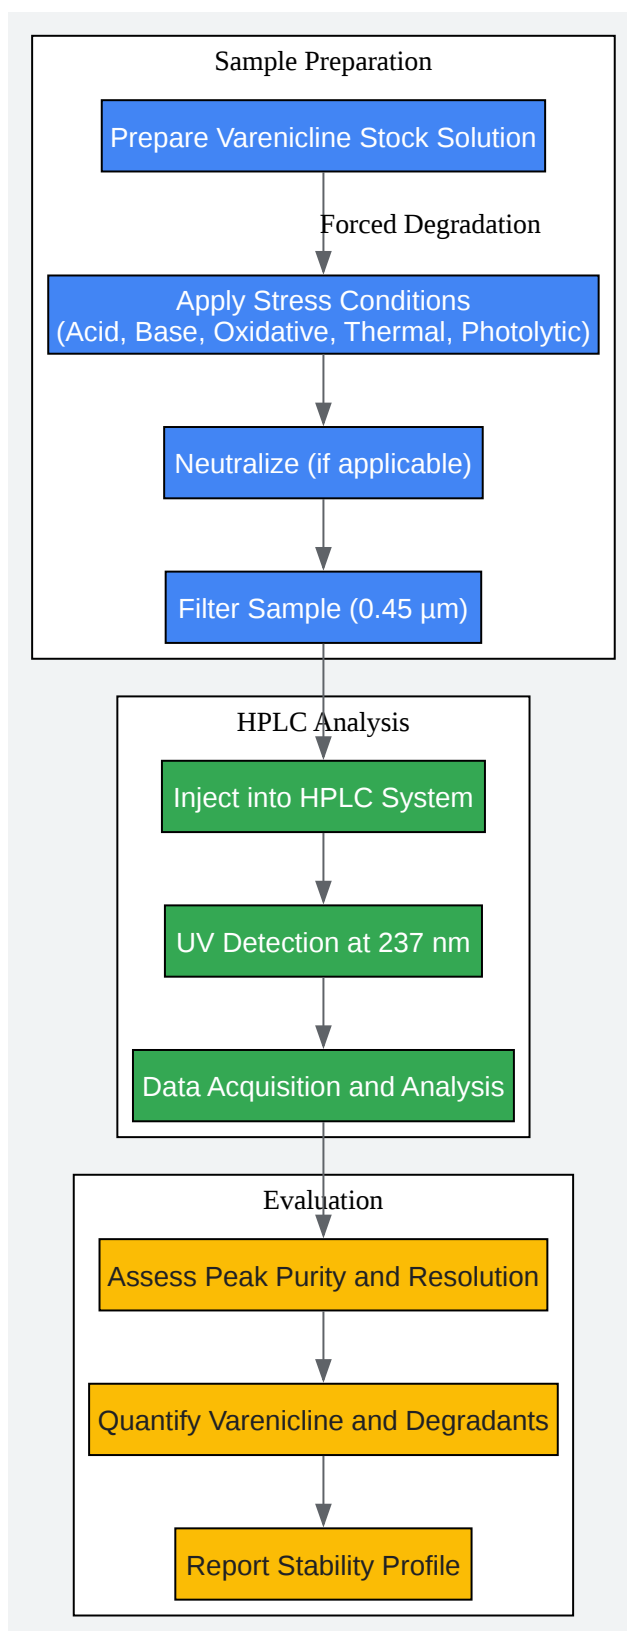 Sample Preparation
Prepare Varenicline Stock Solution
Forced Degradation
Apply Stress Conditions
(Acid, Base, Oxidative, Thermal, Photolytic)
Neutralize (if applicable)
Filter Sample (0.45 µm)
HPLC Analysis
Inject into HPLC System
UV Detection at 237 nm
Data Acquisition and Analysis
Evaluation
Assess Peak Purity and Resolution
Quantify Varenicline and Degradants
Report Stability Profile